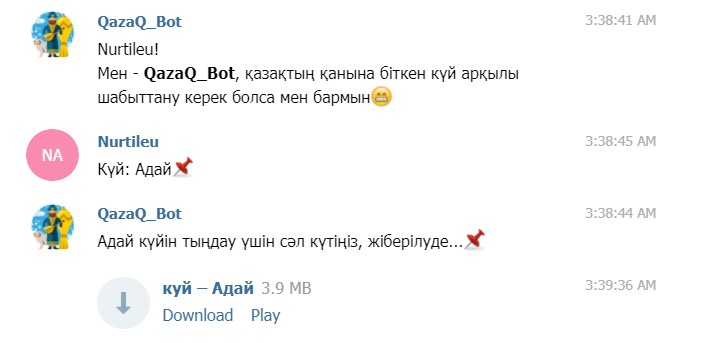 QazaQ_Bot 3:38:41 AM
Nurtileu!
Мен - QazaQ_Bot, қазақтың қанына біткен күй арқылы
шабыттану керек болса мен бармын😁
Nurtileu 3:38:45 AM
NA
Күй: Адай📌
QazaQ_Bot 3:38:44 AM
Адай күйін тыңдау үшін сәл күтіңіз, жіберілуде...📌
куй – Адай 3.9 MB 3:39:36 AM
Download Play